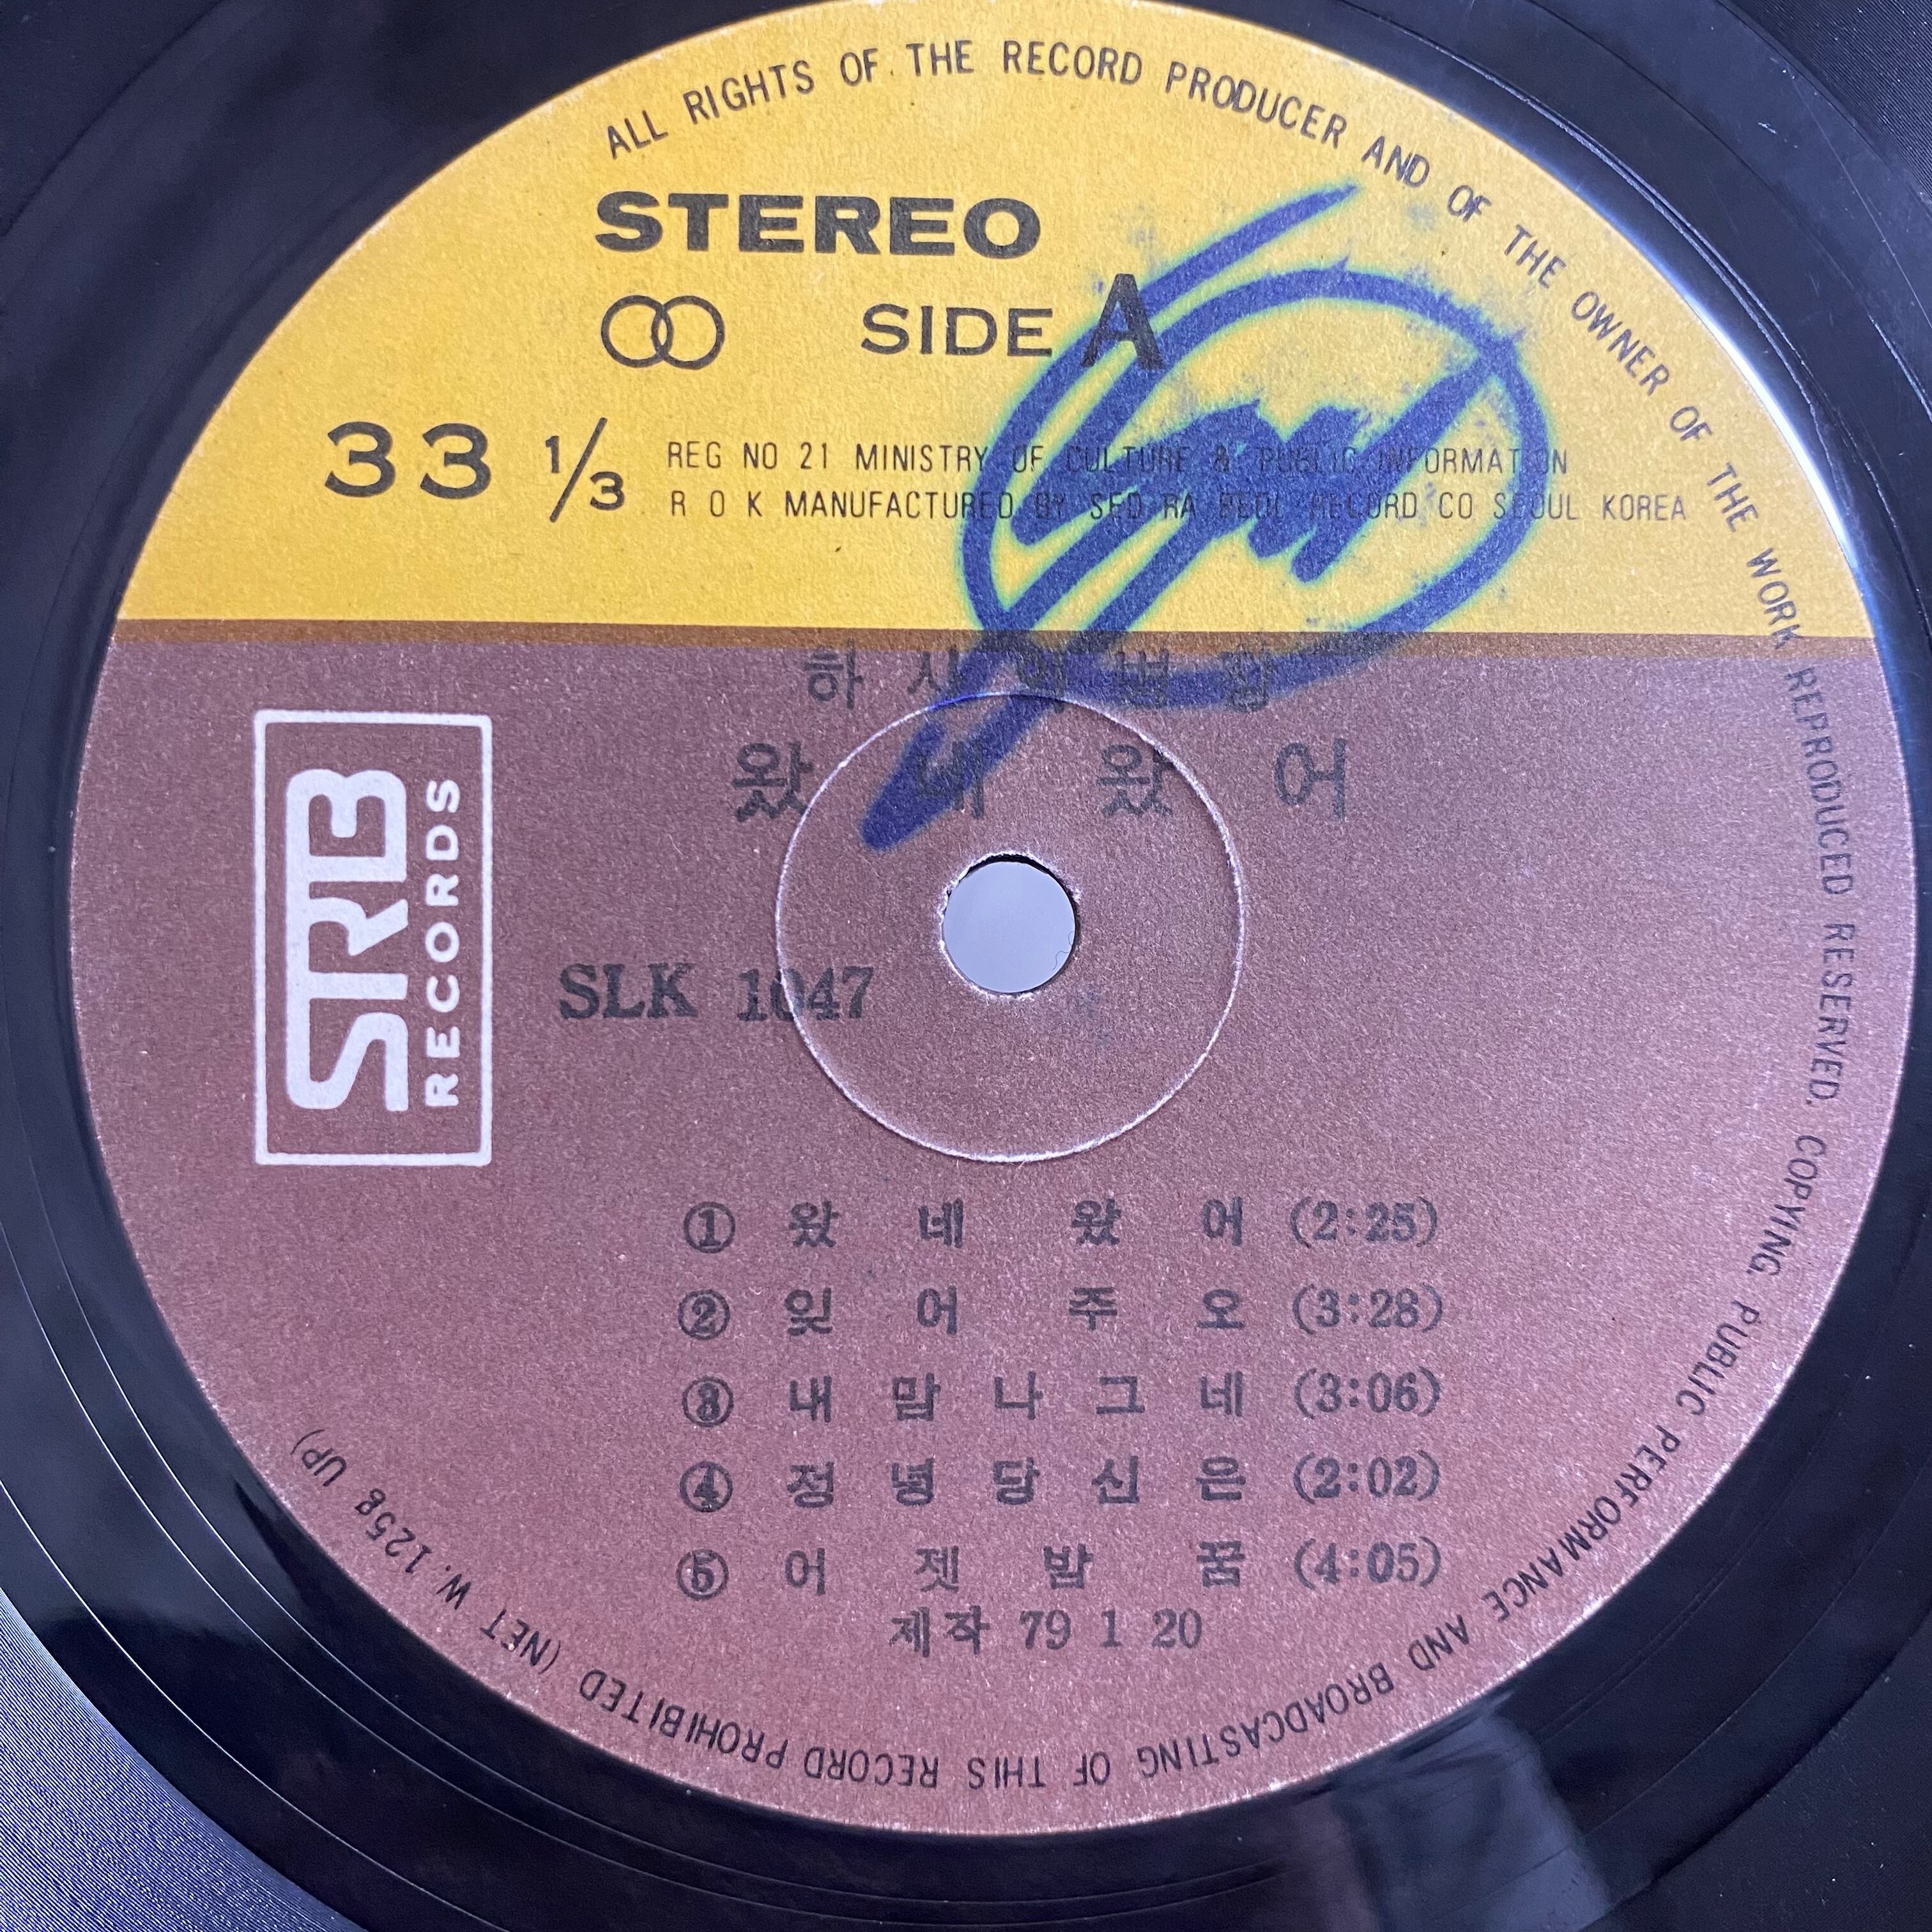 ALL RIGHTS OF THE RECORD PRODUCER AND OF THE OWNER OF THE WORK REPRODUCED RESERVED. COPYING, PUBLIC PERFORMANCE AND BROADCASTING OF THIS RECORD PROHIBITED (NET W. 125g UP)
STEREO
SIDE A
33 1/3
REG NO 21 MINISTRY OF CULTURE & PUBLIC INFORMATION
R O K MANUFACTURED BY SEO RA BEOL RECORD CO SEOUL KOREA
하 사
왔 네 왔 어
STRB
RECORDS
SLK 1047
① 왔 네 왔 어 (2:25)
② 잊 어 주 오 (3:28)
③ 내 맘 나 그 네 (3:06)
④ 정 녕 당 신 은 (2:02)
⑤ 어 젯 밤 꿈 (4:05)
제작 79 1 20